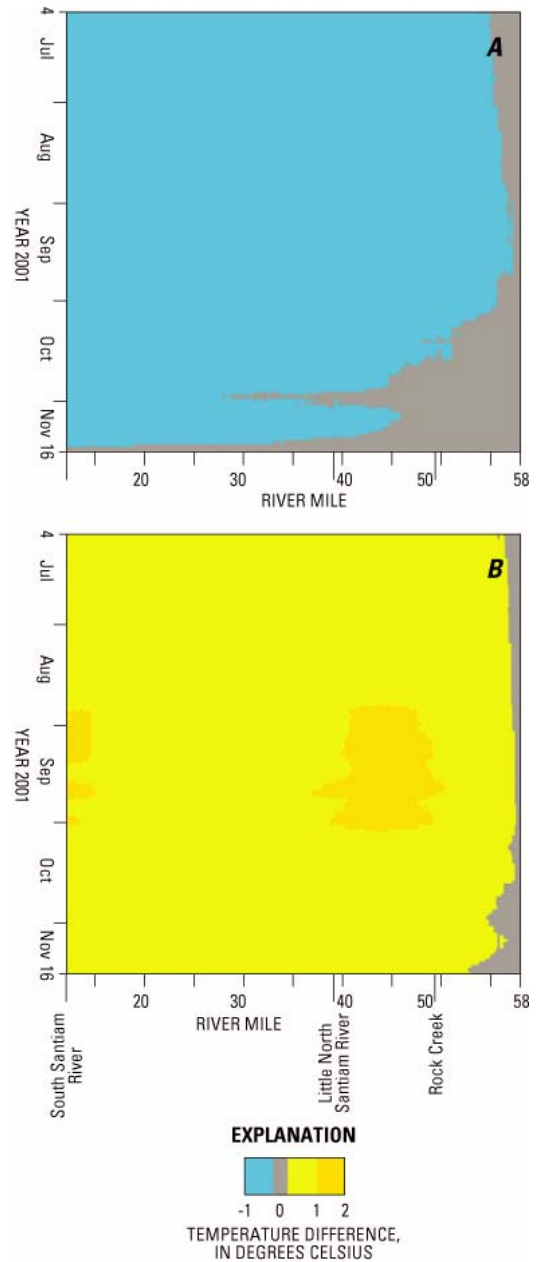 A
4
Jul
Aug
Sep
Oct
Nov 16
YEAR 2001
20 30 40 50 58
RIVER MILE
B
4
Jul
Aug
Sep
Oct
Nov 16
YEAR 2001
20 30 40 50 58
RIVER MILE
South Santiam
River
Little North
Santiam River
Rock Creek
EXPLANATION
-1 0 1 2
TEMPERATURE DIFFERENCE,
IN DEGREES CELSIUS